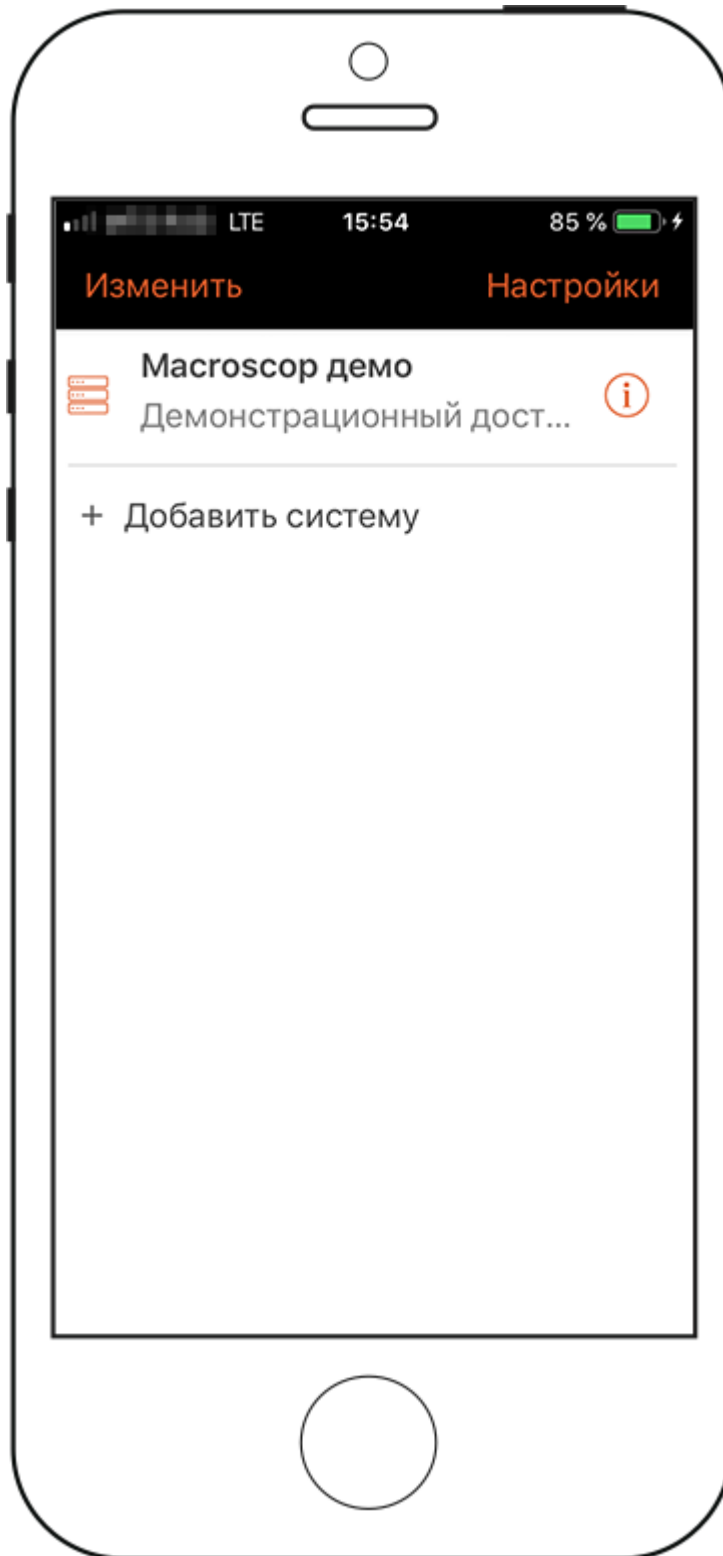 LTE 15:54 85 %
Изменить Настройки
Macroscop демо
Демонстрационный дост...
+ Добавить систему